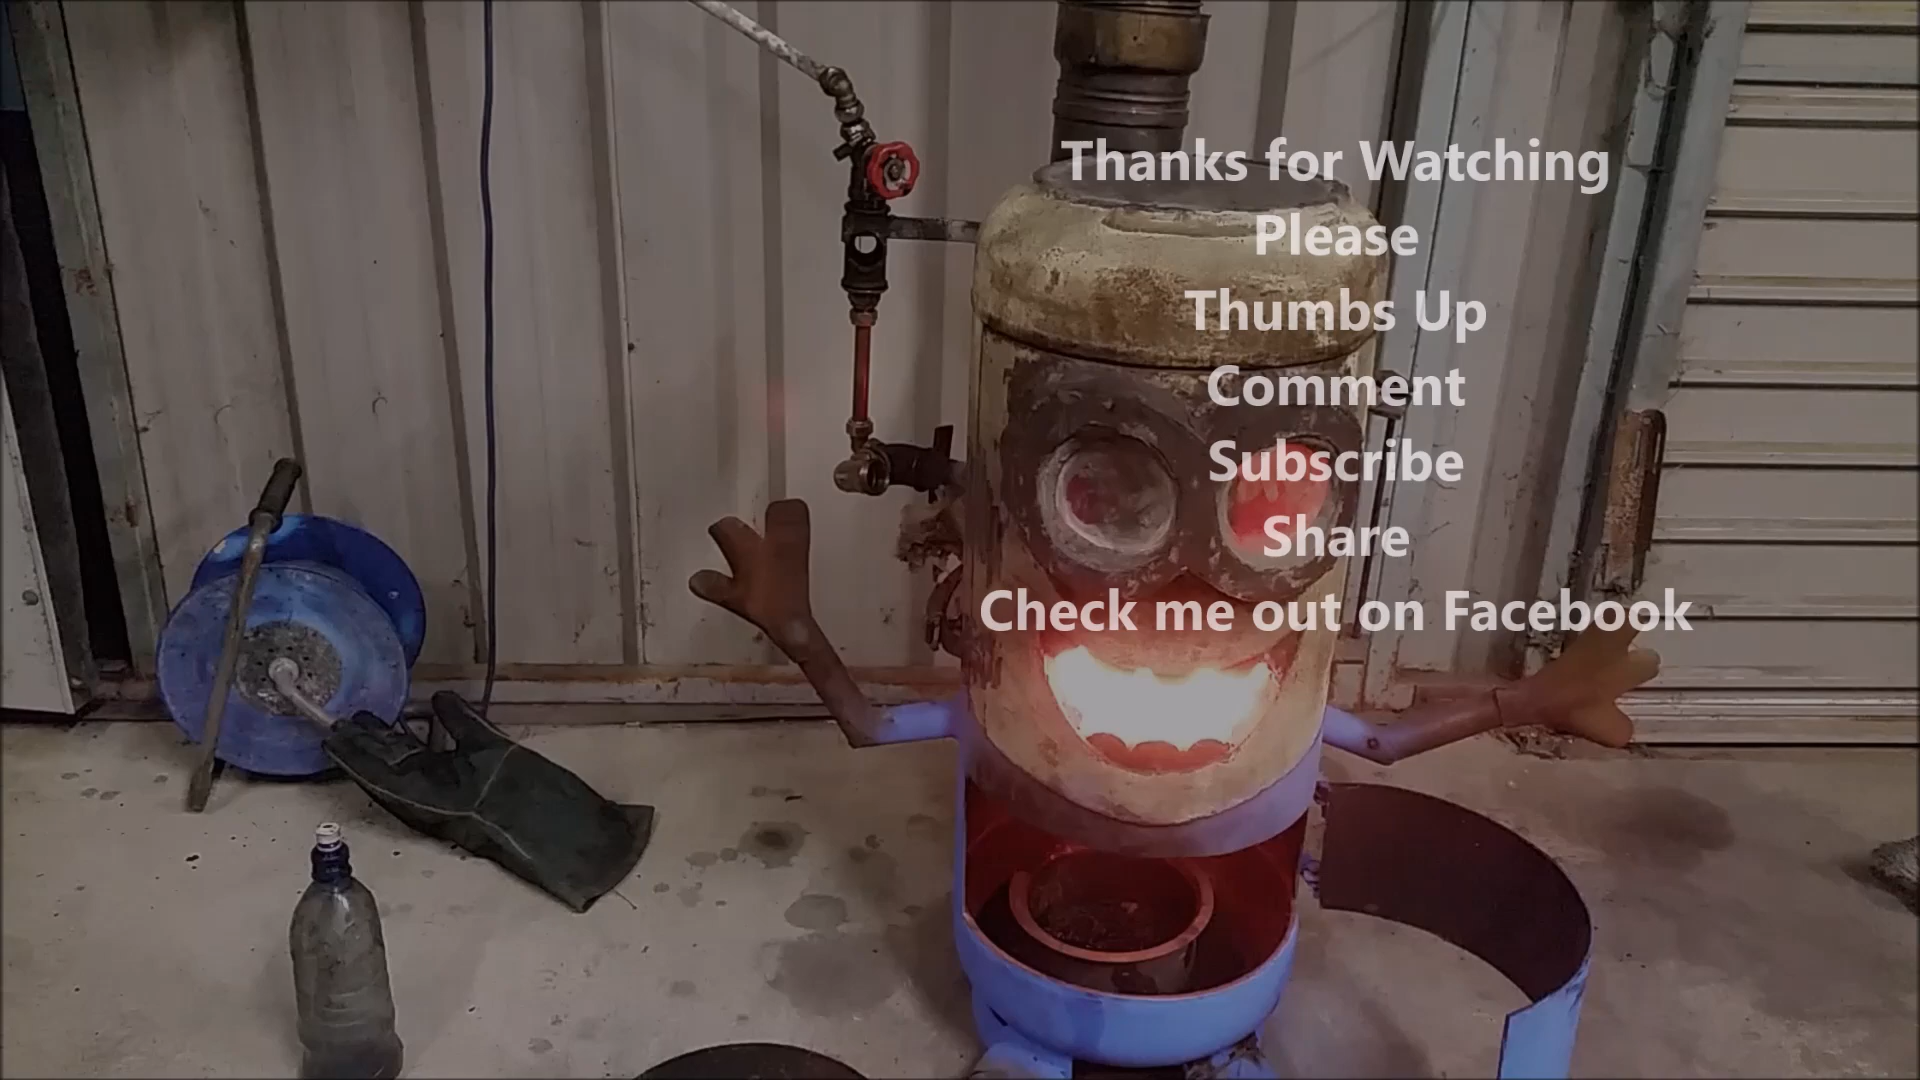 Thanks for Watching
Please
Thumbs Up
Comment
Subscribe
Share
Check me out on Facebook